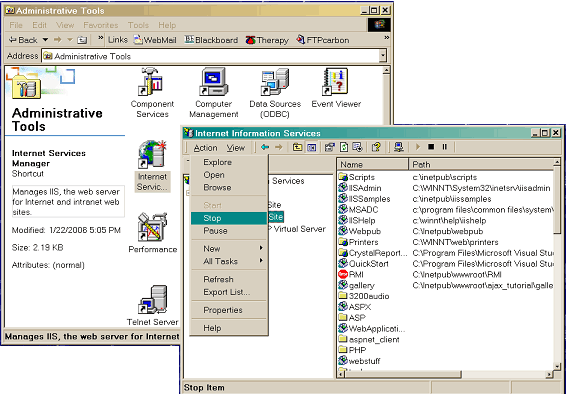 Administrative Tools
File Edit View Favorites Tools Help
Back Links WebMail Blackboard Therapy FTPcarbon
Address Administrative Tools
Administrative
Tools
Internet Services
Manager
Shortcut
Manages IIS, the web server
for Internet and intranet web
sites.
Modified: 1/22/2008 5:05 PM
Size: 2.19 KB
Attributes: (normal)
Component
Services
Computer
Management
Data Sources
(ODBC)
Event Viewer
Internet
Servic...
Performance
Telnet Server
Manages IIS, the web server for Internet
Internet Information Services
Action View
Explore
Open
Browse
Start
Stop
Pause
New
All Tasks
Refresh
Export List...
Properties
Help
Services
Site
Site
P Virtual Server
Name Path
Scripts c:\inetpub\scripts
IISAdmin C:\WINNT\System32\inetsrv\iisadmin
IISSamples c:\inetpub\iissamples
MSADC c:\program files\common files\system\
IISHelp c:\winnt\help\iishelp
Webpub c:\inetpub\webpub
Printers C:\WINNT\web\printers
CrystalReport... C:\Program Files\Microsoft Visual Stu
QuickStart C:\Program Files\Microsoft Visual Stu
RMI C:\Inetpub\wwwroot\RMI
gallery C:\Inetpub\wwwroot\ajax_tutorial\galle
3200audio
ASPX
ASP
WebApplica...
aspnet_client
PHP
webstuff
Stop Item